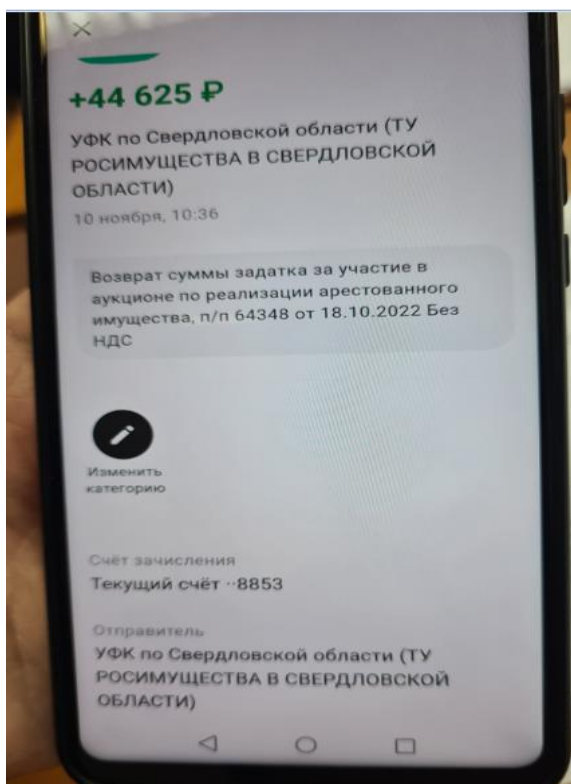 +44 625 ₽
УФК по Свердловской области (ТУ
РОСИМУЩЕСТВА В СВЕРДЛОВСКОЙ
ОБЛАСТИ)
10 ноября, 10:36
Возврат суммы задатка за участие в
аукционе по реализации арестованного
имущества, п/п 64348 от 18.10.2022 Без
НДС
Изменить
категорию
Счёт зачисления
Текущий счёт ··8853
Отправитель
УФК по Свердловской области (ТУ
РОСИМУЩЕСТВА В СВЕРДЛОВСКОЙ
ОБЛАСТИ)